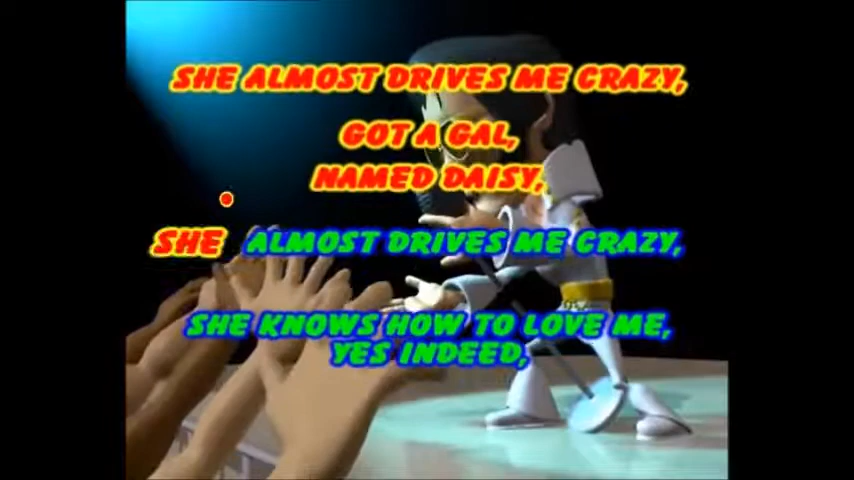 SHE ALMOST DRIVES ME CRAZY,
GOT A GAL,
NAMED DAISY,
SHE ALMOST DRIVES ME CRAZY,
SHE KNOWS HOW TO LOVE ME,
YES INDEED,